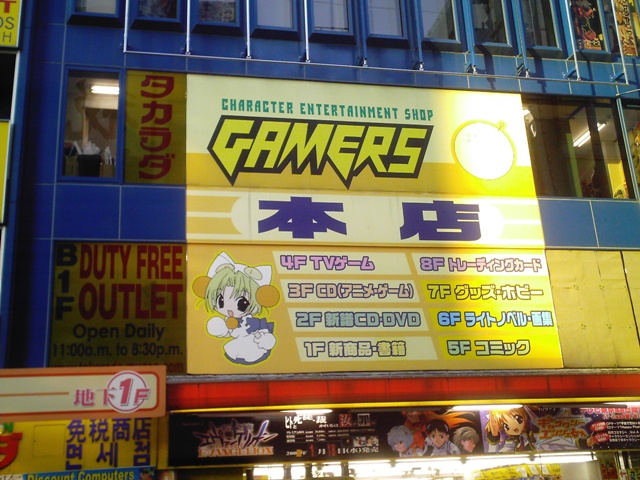 タカラダ
CHARACTER ENTERTAINMENT SHOP
GAMERS
本店
4F TVゲーム
8F トレーディングカード
3F CD(アニメ・ゲーム)
7F グッズ・ホビー
2F 新譜CD・DVD
6F ライトノベル・画集
1F 新商品・書籍
5F コミック
B1F
DUTY FREE
OUTLET
Open Daily
11:00a.m. to 8:30p.m.
地下1F
免税商店
면세점
Discount Computers
EVANGELION